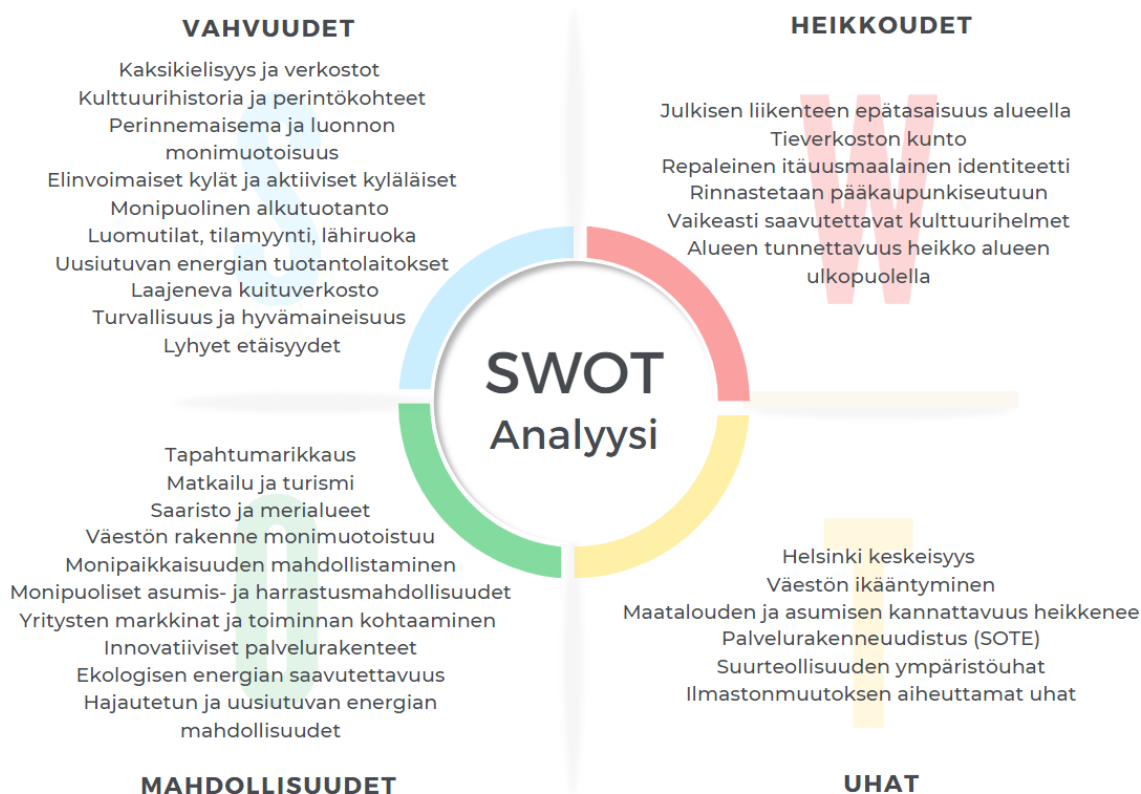 VAHVUUDET
Kaksikielisyys ja verkostot
Kulttuurihistoria ja perintökohteet
Perinnemaisema ja luonnon
monimuotoisuus
Elinvoimaiset kylät ja aktiiviset kyläläiset
Monipuolinen alkutuotanto
Luomutilat, tilamyynti, lähiruoka
Uusiutuvan energian tuotantolaitokset
Laajeneva kuituverkosto
Turvallisuus ja hyvämaineisuus
Lyhyet etäisyydet
S
HEIKKOUDET
Julkisen liikenteen epätasaisuus alueella
Tieverkoston kunto
Repaleinen itäuusmaalainen identiteetti
Rinnastetaan pääkaupunkiseutuun
Vaikeasti saavutettavat kulttuurihelmet
Alueen tunnettavuus heikko alueen
ulkopuolella
W
SWOT
Analyysi
Tapahtumarikkaus
Matkailu ja turismi
Saaristo ja merialueet
Väestön rakenne monimuotoistuu
Monipaikkaisuuden mahdollistaminen
Monipuoliset asumis- ja harrastusmahdollisuudet
Yritysten markkinat ja toiminnan kohtaaminen
Innovatiiviset palvelurakenteet
Ekologisen energian saavutettavuus
Hajautetun ja uusiutuvan energian
mahdollisuudet
O
MAHDOLLISUUDET
Helsinki keskeisyys
Väestön ikääntyminen
Maatalouden ja asumisen kannattavuus heikkenee
Palvelurakenneuudistus (SOTE)
Suurteollisuuden ympäristöuhat
Ilmastonmuutoksen aiheuttamat uhat
T
UHAT